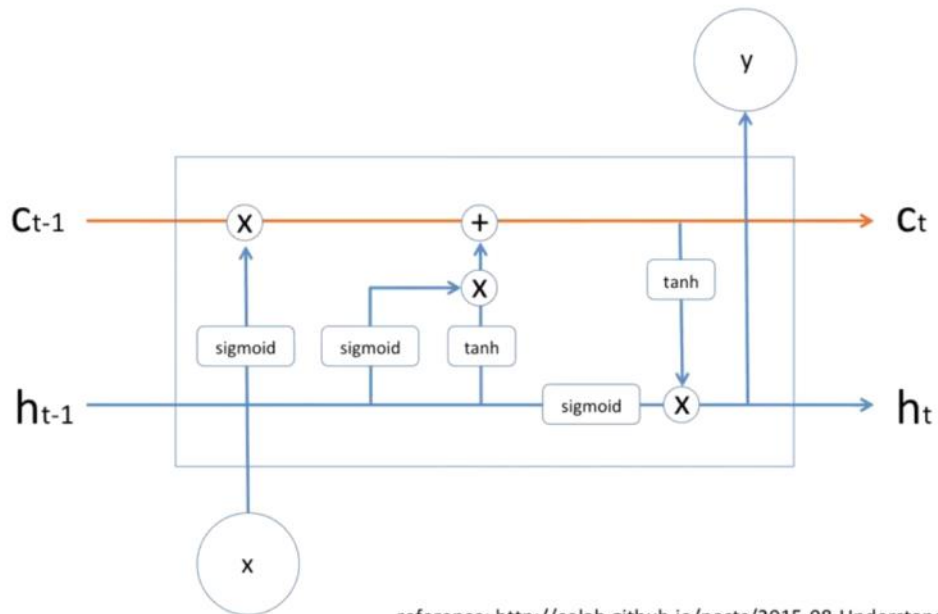 y
Ct-1
X
+
Ct
X
tanh
sigmoid
sigmoid
tanh
ht-1
sigmoid
X
ht
x